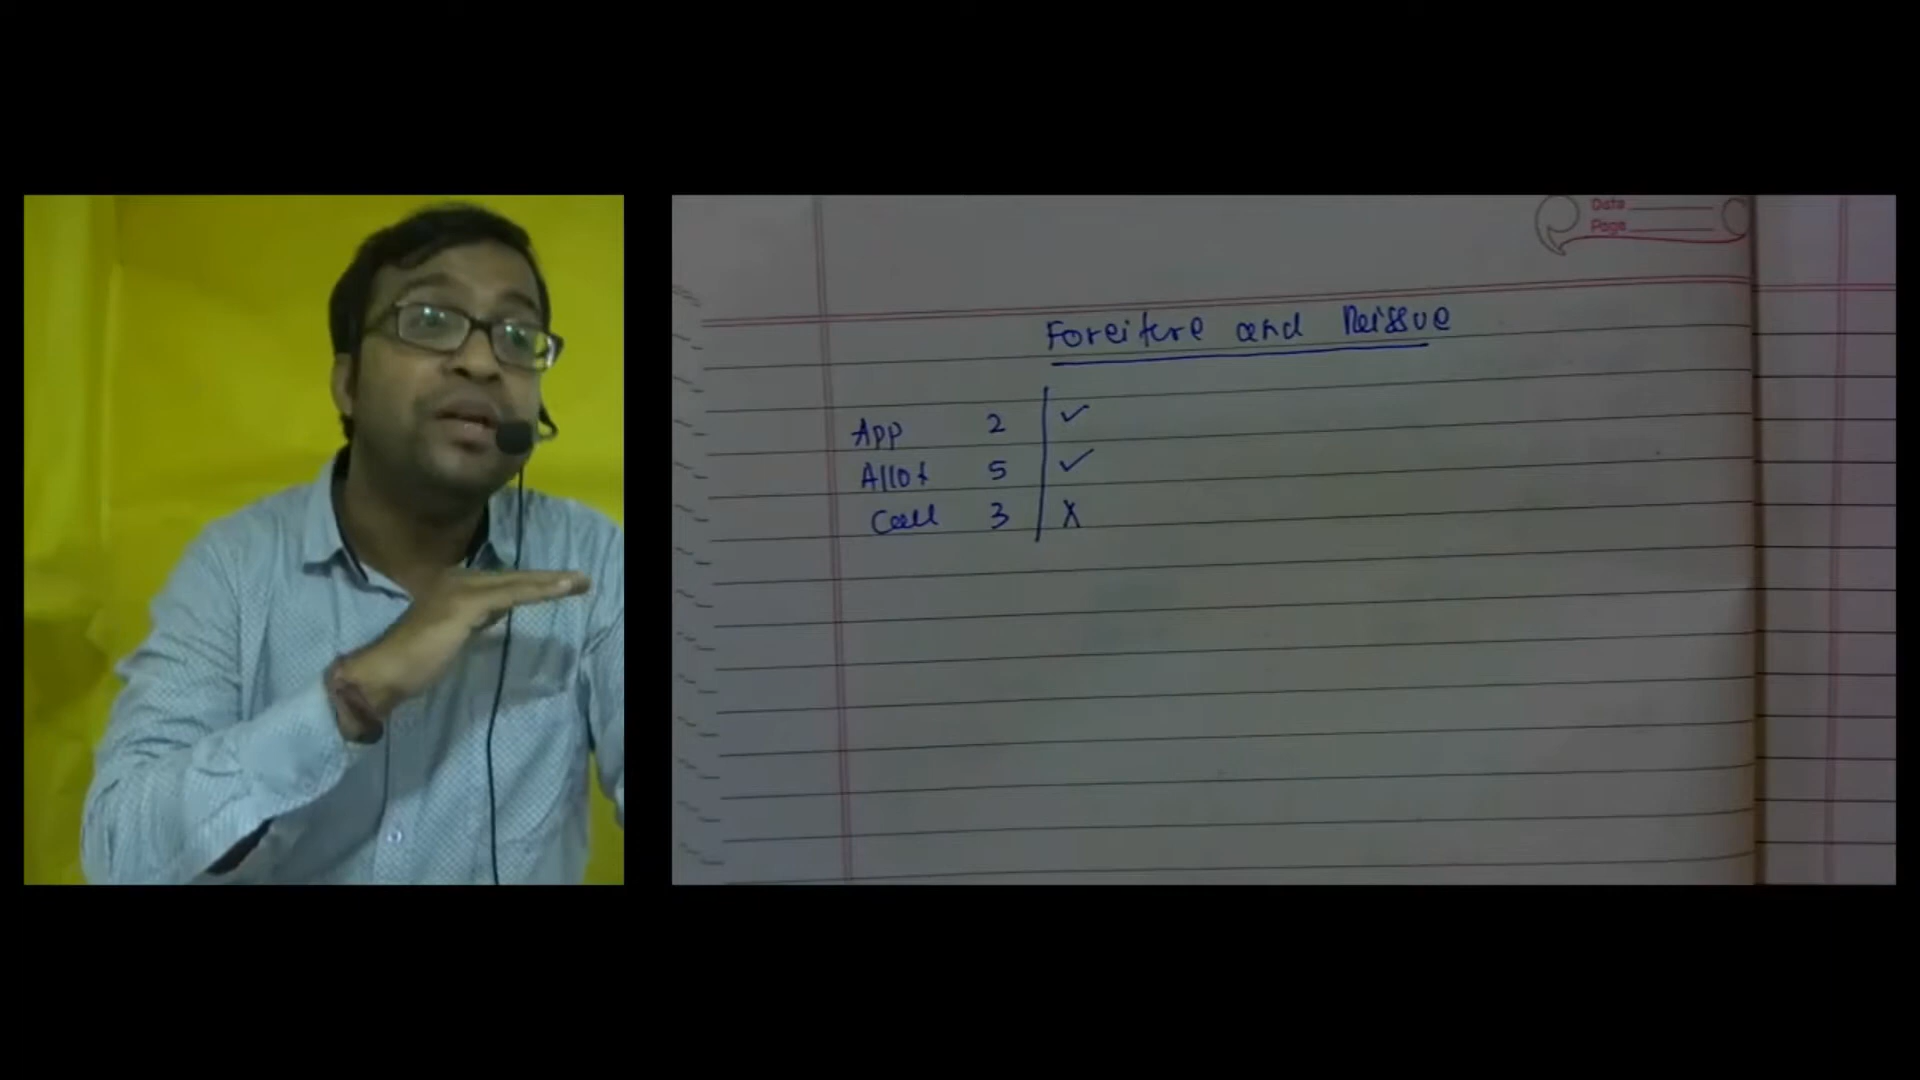 Date
Page
Foreiture and Reissue
App 2 ✓
Allot 5 ✓
Call 3 X